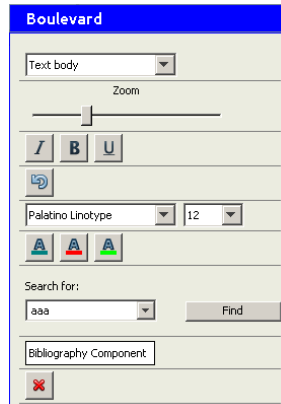 Boulevard
Text body
Zoom
I B U
Palatino Linotype 12
A A A
Search for:
aaa Find
Bibliography Component